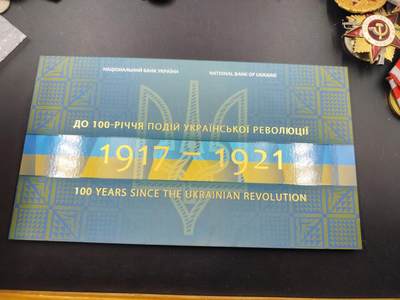 НАЦІОНАЛЬНИЙ БАНК УКРАЇНИ NATIONAL BANK OF UKRAINE
ДО 100-РІЧЧЯ ПОДІЙ УКРАЇНСЬКОЇ РЕВОЛЮЦІЇ
1917 — 1921
100 YEARS SINCE THE UKRAINIAN REVOLUTION